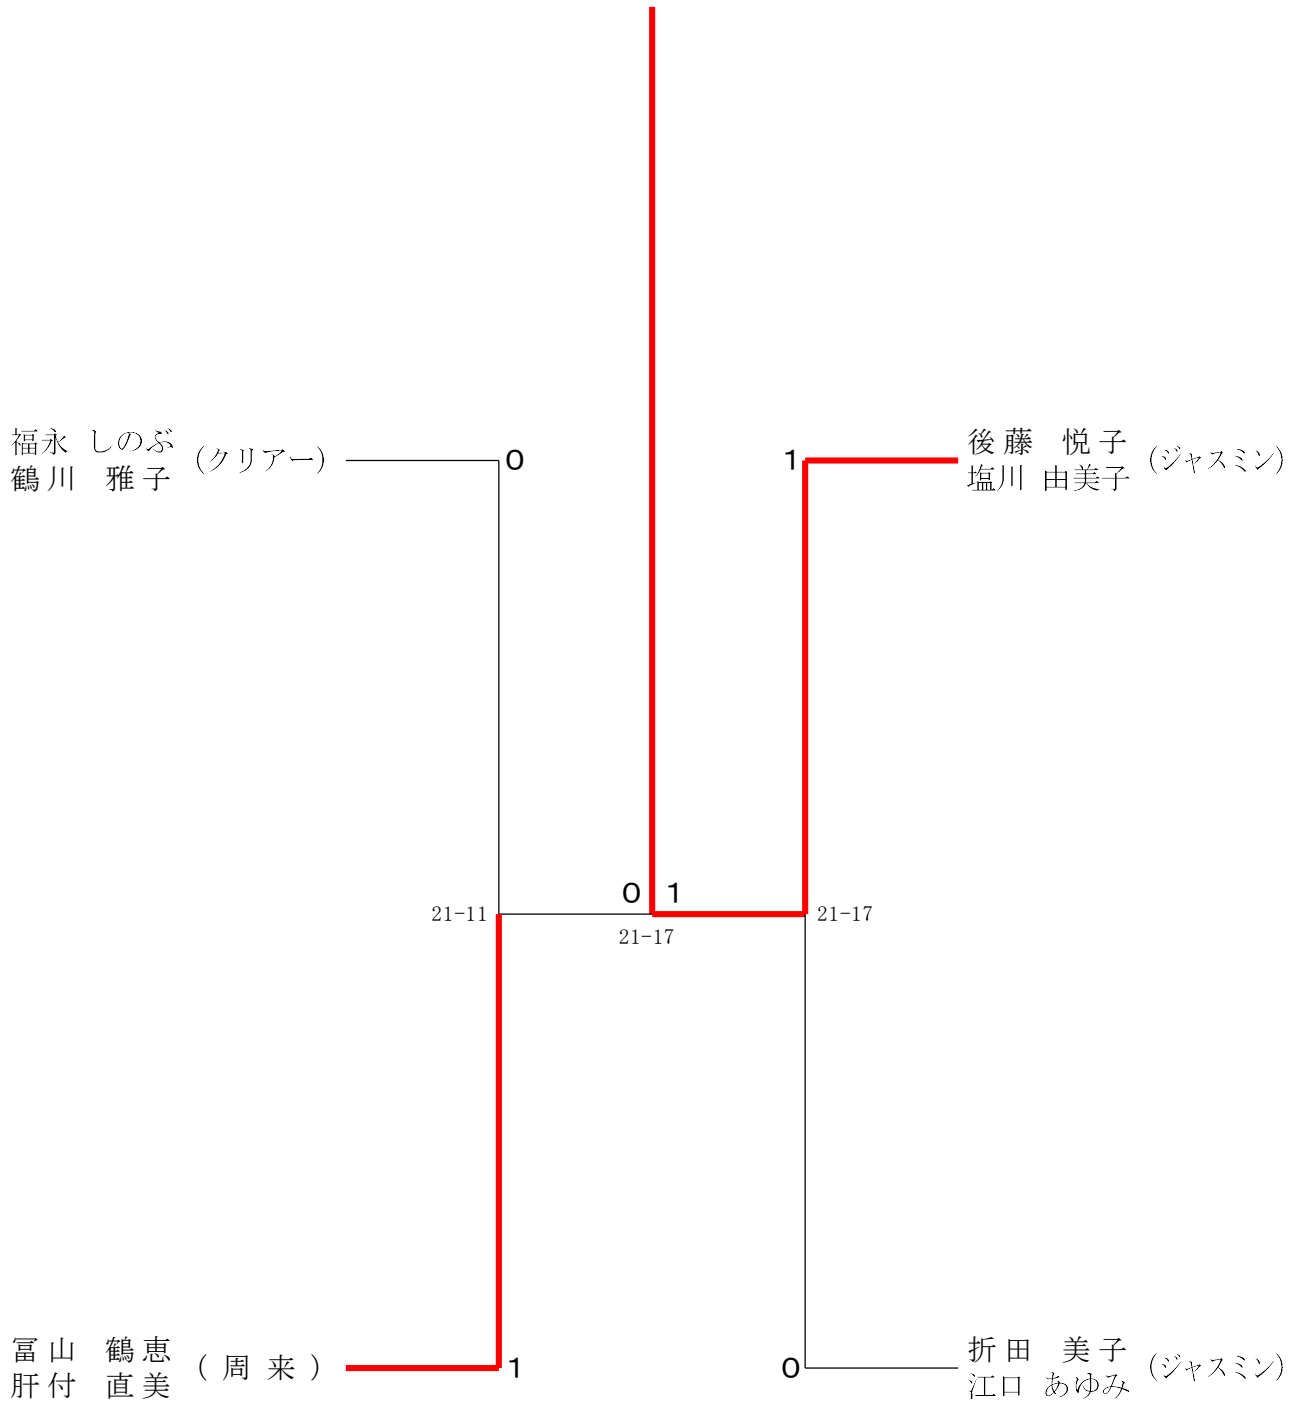 福永 しのぶ
鶴川 雅子
(クリアー)
0
1
後藤 悦子
塩川 由美子
(ジャスミン)
0 1
21-11
21-17
21-17
冨山 鶴恵
肝付 直美
(周来)
1
0
折田 美子
江口 あゆみ
(ジャスミン)